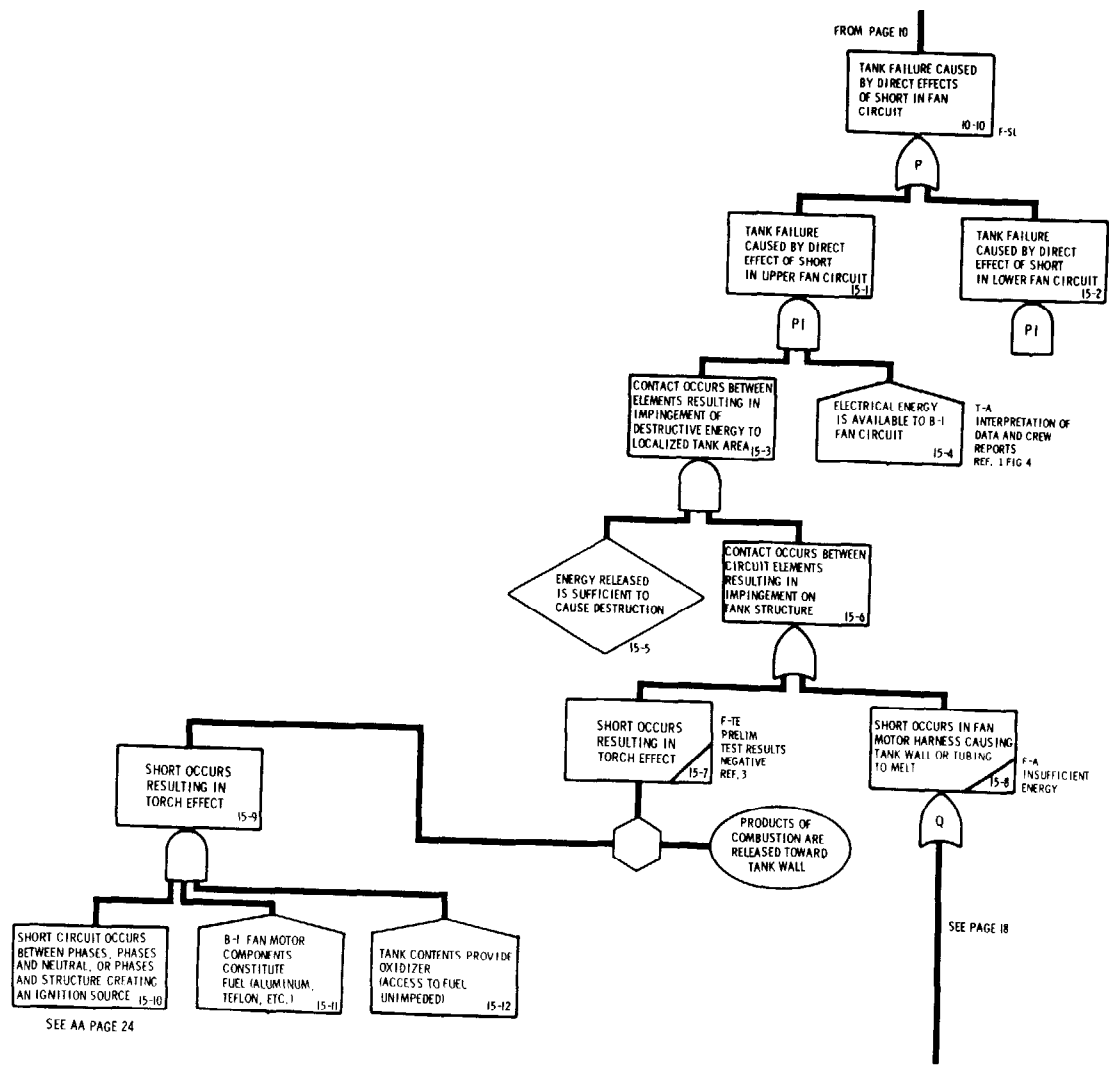 FROM PAGE 10
TANK FAILURE CAUSED
BY DIRECT EFFECTS
OF SHORT IN FAN
CIRCUIT
10-10
F-SL
P
TANK FAILURE
CAUSED BY DIRECT
EFFECT OF SHORT
IN UPPER FAN CIRCUIT
15-1
TANK FAILURE
CAUSED BY DIRECT
EFFECT OF SHORT
IN LOWER FAN CIRCUIT
15-2
P1
P1
CONTACT OCCURS BETWEEN
ELEMENTS RESULTING IN
IMPINGEMENT OF
DESTRUCTIVE ENERGY TO
LOCALIZED TANK AREA
15-3
ELECTRICAL ENERGY
IS AVAILABLE TO B-1
FAN CIRCUIT
15-4
T-A
INTERPRETATION OF
DATA AND CREW
REPORTS
REF. 1 FIG 4
ENERGY RELEASED
IS SUFFICIENT TO
CAUSE DESTRUCTION
15-5
CONTACT OCCURS BETWEEN
CIRCUIT ELEMENTS
RESULTING IN
IMPINGEMENT ON
TANK STRUCTURE
15-6
SHORT OCCURS
RESULTING IN
TORCH EFFECT
15-7
F-TE
PRELIM
TEST RESULTS
NEGATIVE
REF. 3
SHORT OCCURS IN FAN
MOTOR HARNESS CAUSING
TANK WALL OR TUBING
TO MELT
15-8
F-A
INSUFFICIENT
ENERGY
SHORT OCCURS
RESULTING IN
TORCH EFFECT
15-9
PRODUCTS OF
COMBUSTION ARE
RELEASED TOWARD
TANK WALL
Q
SEE PAGE 18
SHORT CIRCUIT OCCURS
BETWEEN PHASES, PHASES
AND NEUTRAL, OR PHASES
AND STRUCTURE CREATING
AN IGNITION SOURCE
15-10
SEE AA PAGE 24
B-1 FAN MOTOR
COMPONENTS
CONSTITUTE
FUEL (ALUMINUM,
TEFLON, ETC.)
15-11
TANK CONTENTS PROVIDE
OXIDIZER
(ACCESS TO FUEL
UNIMPEDED)
15-12